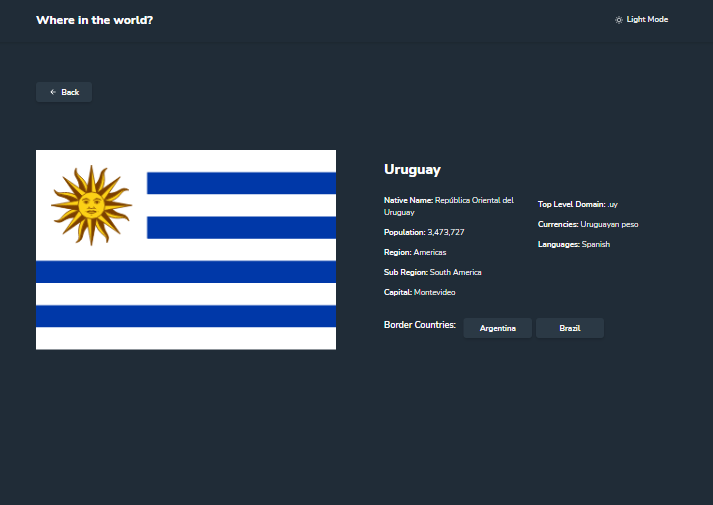 Where in the world?
Light Mode
Back
Uruguay
Native Name: República Oriental del
Uruguay
Population: 3,473,727
Region: Americas
Sub Region: South America
Capital: Montevideo
Top Level Domain: .uy
Currencies: Uruguayan peso
Languages: Spanish
Border Countries:
Argentina
Brazil